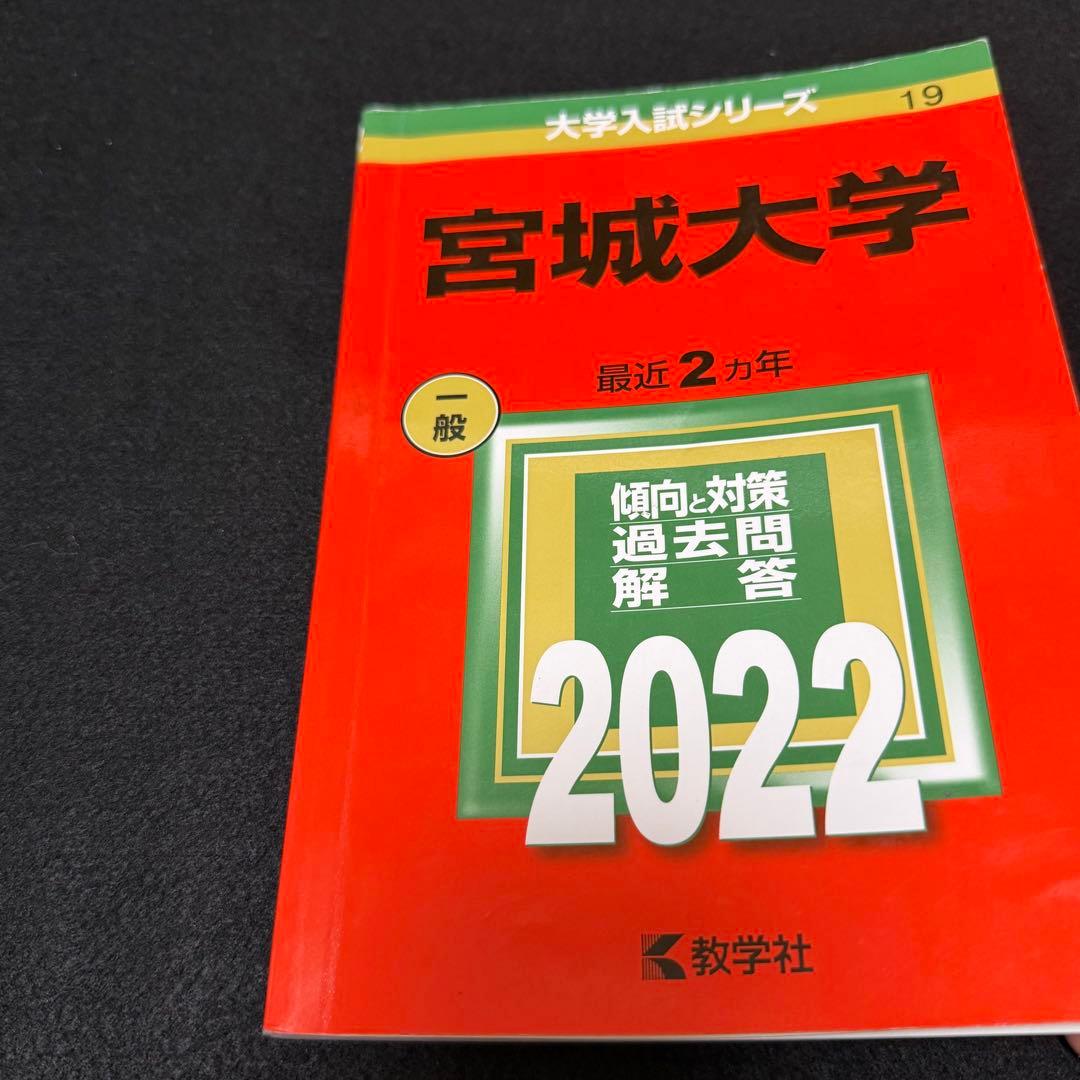 大学入試シリーズ
19
宮城大学
最近2ヵ年
一般
傾向と対策
過去問
解答
2022
教学社